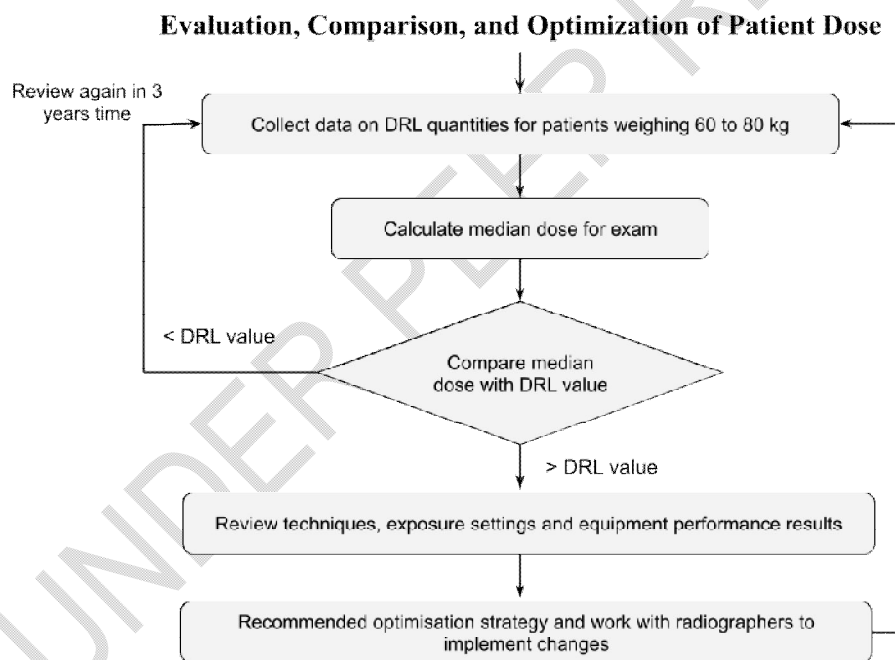 Evaluation, Comparison, and Optimization of Patient Dose
Review again in 3
years time
Collect data on DRL quantities for patients weighing 60 to 80 kg
Calculate median dose for exam
< DRL value
Compare median
dose with DRL value
> DRL value
Review techniques, exposure settings and equipment performance results
Recommended optimisation strategy and work with radiographers to
implement changes
UNDER PEER RE